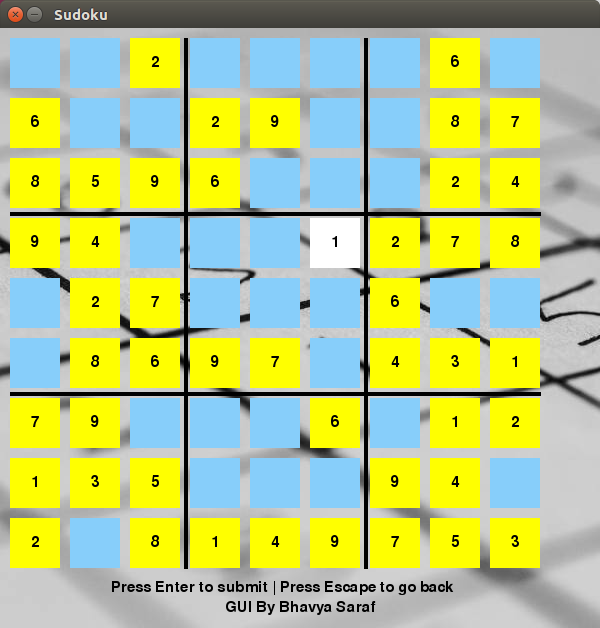 Sudoku
2 6
6 2 9 8 7
8 5 9 6 2 4
9 4 1 2 7 8
2 7 6
8 6 9 7 4 3 1
7 9 6 1 2
1 3 5 9 4
2 8 1 4 9 7 5 3
Press Enter to submit | Press Escape to go back
GUI By Bhavya Saraf